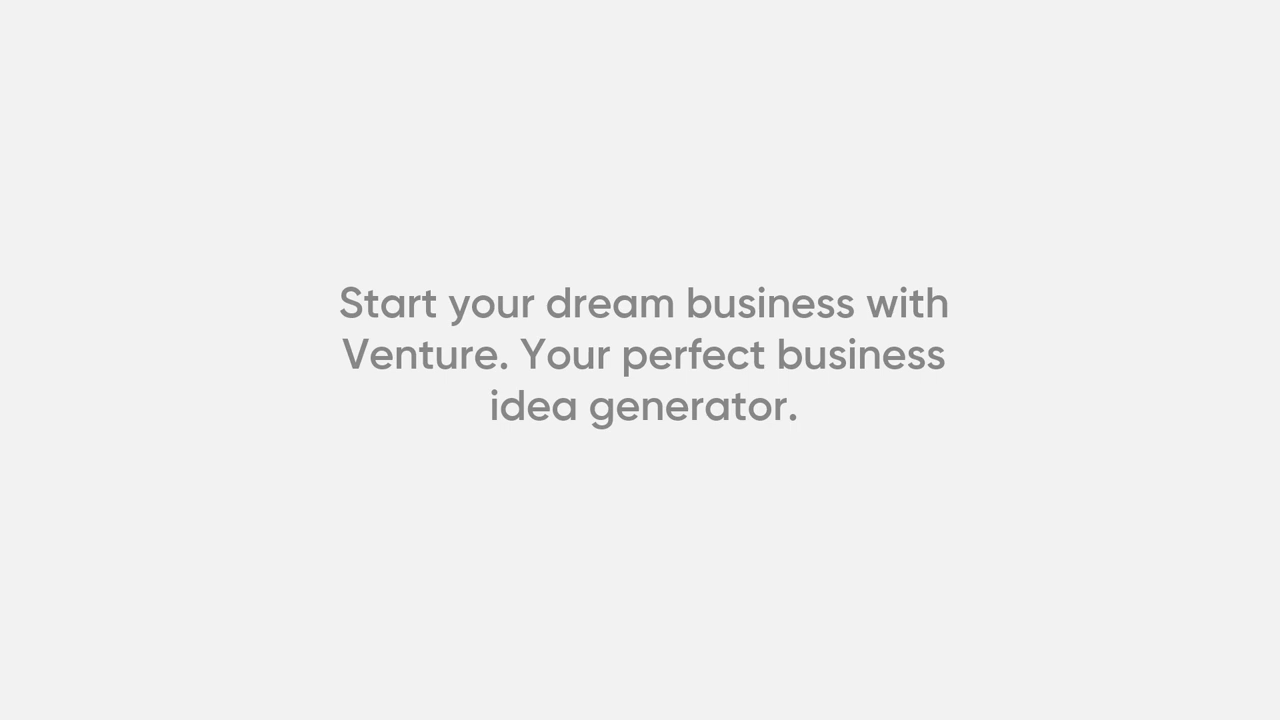 Start your dream business with
Venture. Your perfect business
idea generator.